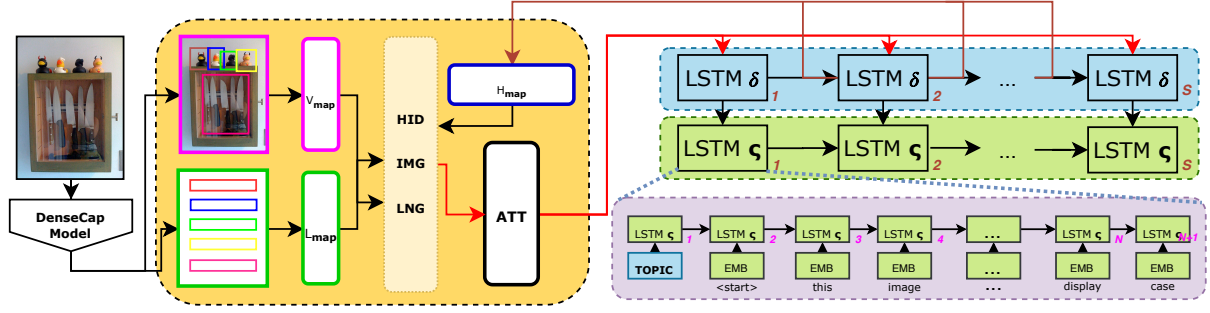 DenseCap
Model
V map
L map
HID
IMG
LNG
H map
ATT
LSTM δ 1
LSTM δ 2
...
LSTM δ S
LSTM ς 1
LSTM ς 2
...
LSTM ς S
LSTM ς 1
LSTM ς 2
LSTM ς 3
LSTM ς 4
...
LSTM ς N
LSTM ς N+1
TOPIC
EMB
EMB
EMB
...
EMB
EMB
<start>
this
image
...
display
case